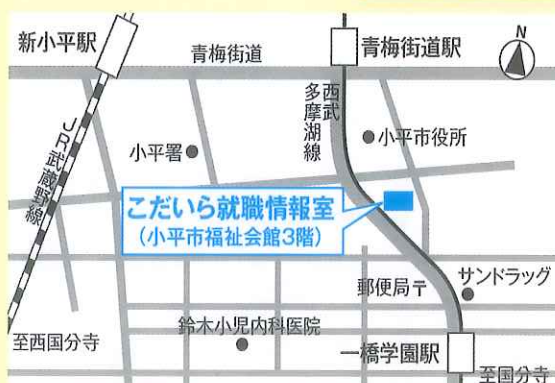 新小平駅
青梅街道
青梅街道駅
N
JR武蔵野線
西武
多摩湖線
小平署
小平市役所
こだいら就職情報室
(小平市福祉会館3階)
郵便局〒
サンドラッグ
鈴木小児内科医院
至西国分寺
一橋学園駅
至国分寺